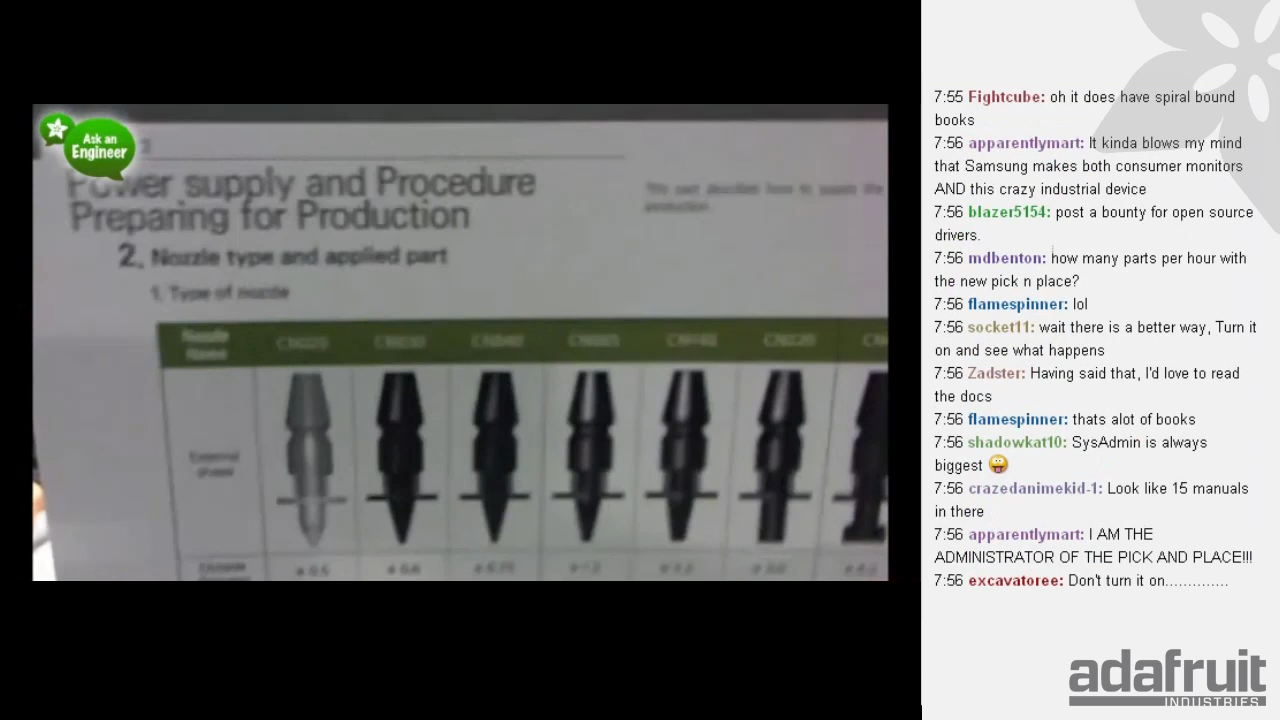 Ask an
Engineer
3
Power supply and Procedure
Preparing for Production
2. Nozzle type and applied part
1. Type of nozzle
Nozzle
Name
External
shape
7:55 Fightcube: oh it does have spiral bound
books
7:56 apparentlymart: It kinda blows my mind
that Samsung makes both consumer monitors
AND this crazy industrial device
7:56 blazer5154: post a bounty for open source
drivers.
7:56 mdbenton: how many parts per hour with
the new pick n place?
7:56 flamespinner: lol
7:56 socket11: wait there is a better way, Turn it
on and see what happens
7:56 Zadster: Having said that, I'd love to read
the docs
7:56 flamespinner: thats alot of books
7:56 shadowkat10: SysAdmin is always
biggest
7:56 crazedanimekid-1: Look like 15 manuals
in there
7:56 apparentlymart: I AM THE
ADMINISTRATOR OF THE PICK AND PLACE!!!
7:56 excavatoree: Don't turn it on..............
adafruit
INDUSTRIES